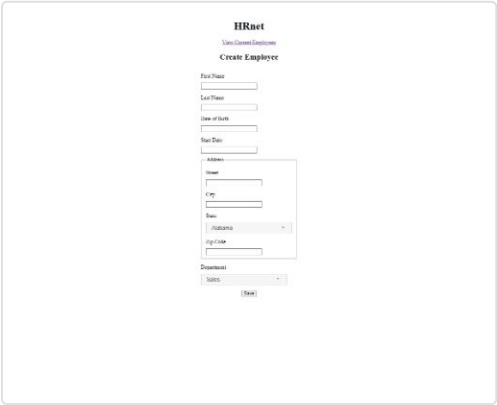 HRnet
View Current Employees
Create Employee
First Name
Last Name
Date of Birth
Start Date
Address
Street
City
State
Alabama
Zip Code
Department
Sales
Save